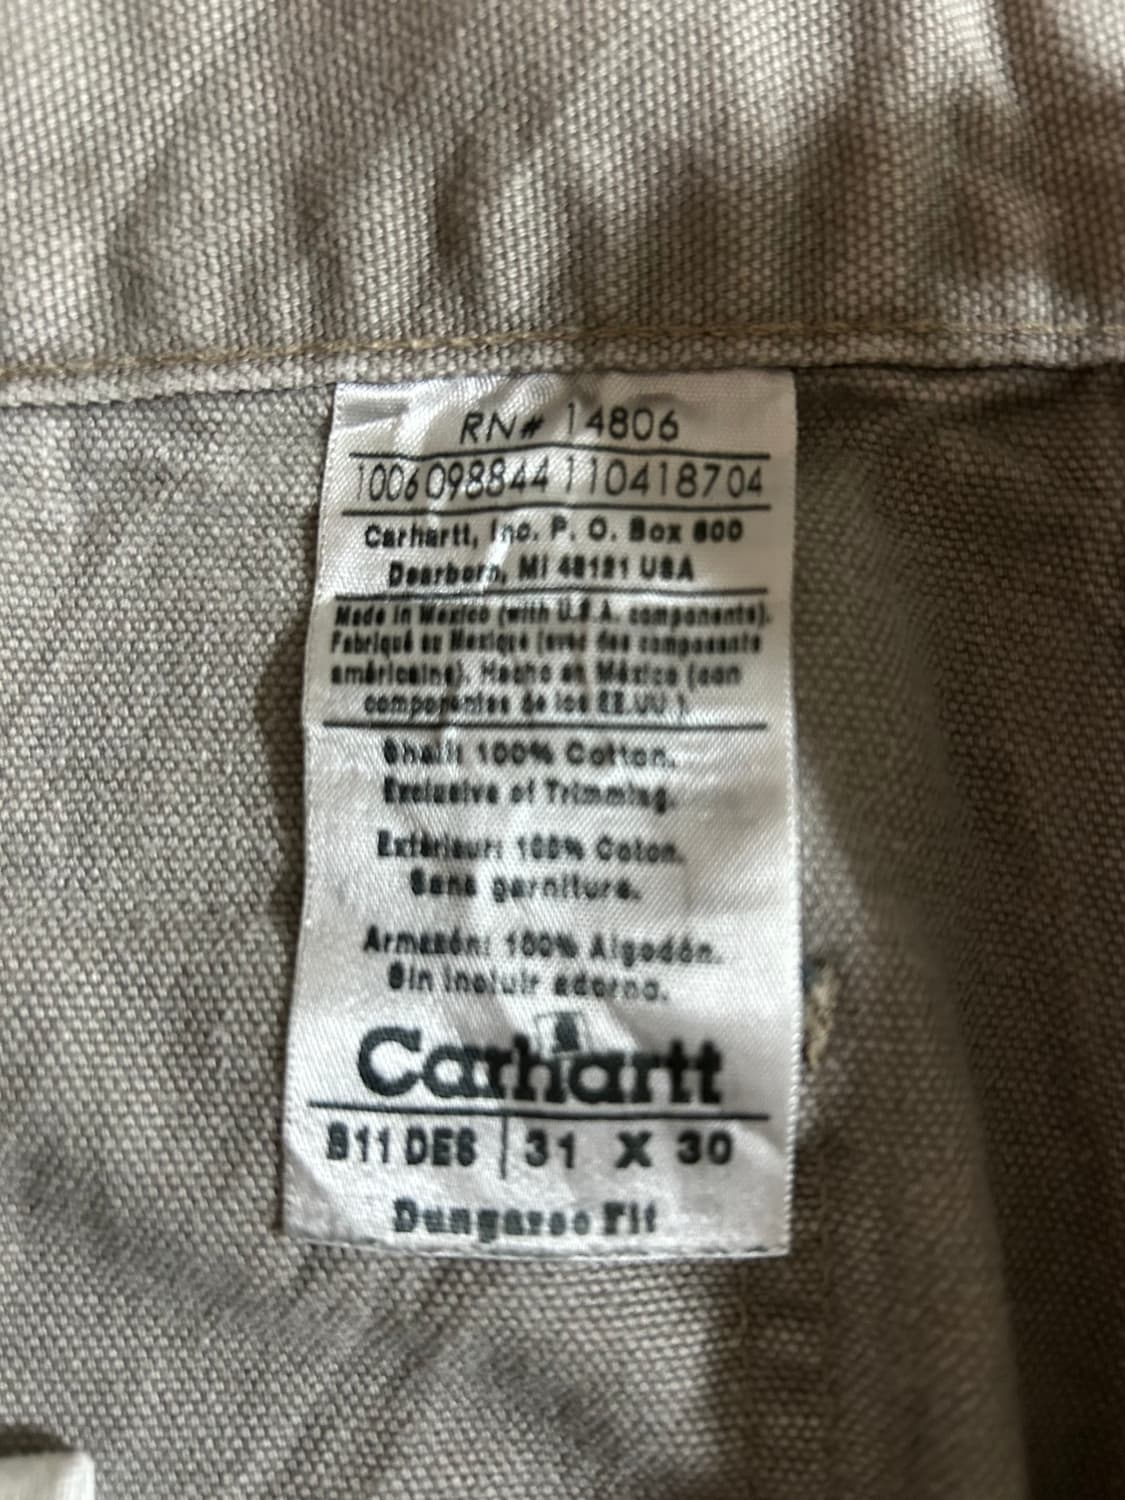 RN# 14806
1006098844 110418704
Carhartt, Inc. P. O. Box 600
Dearborn, MI 48121 USA
Made in Mexico (with U.S.A. components).
Fabriqué au Mexique (avec des composants
américains). Hecho en México (con
componentes de los EE.UU.).
Shell: 100% Cotton.
Exclusive of Trimming.
Extérieur: 100% Coton.
Sans garniture.
Armazón: 100% Algodón.
Sin incluir adorno.
Carhartt
B11 DES 31 X 30
Dungaree Fit